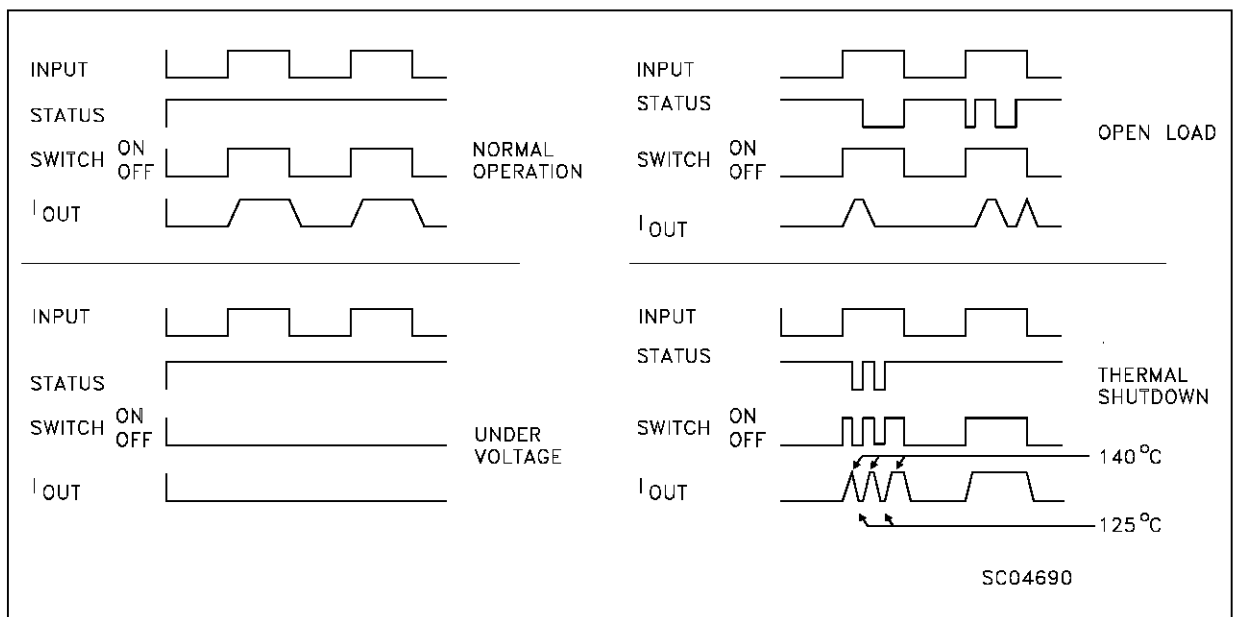 INPUT
STATUS
SWITCH ON
OFF
I OUT
NORMAL
OPERATION
INPUT
STATUS
SWITCH ON
OFF
I OUT
OPEN LOAD
INPUT
STATUS
SWITCH ON
OFF
I OUT
UNDER
VOLTAGE
INPUT
STATUS
SWITCH ON
OFF
I OUT
THERMAL
SHUTDOWN
140°C
125°C
SC04690